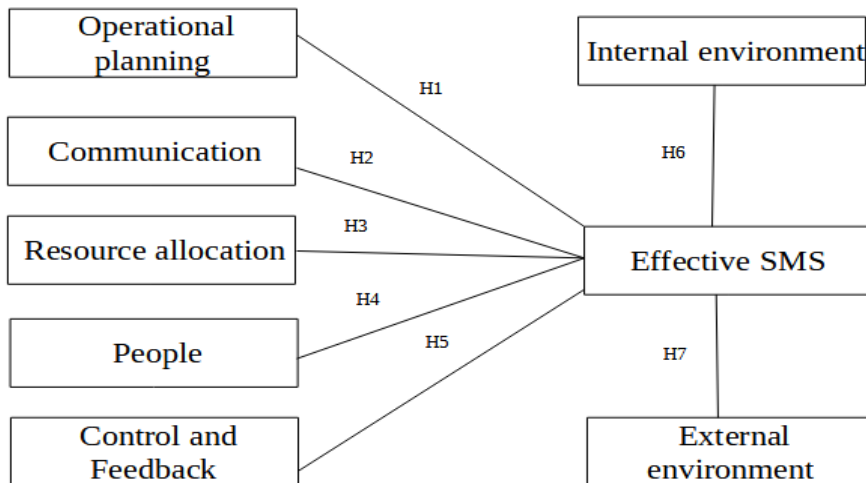 Operational
planning
Internal environment
H1
Communication
H2
H6
Resource allocation
H3
Effective SMS
H4
People
H5
H7
Control and
Feedback
External
environment